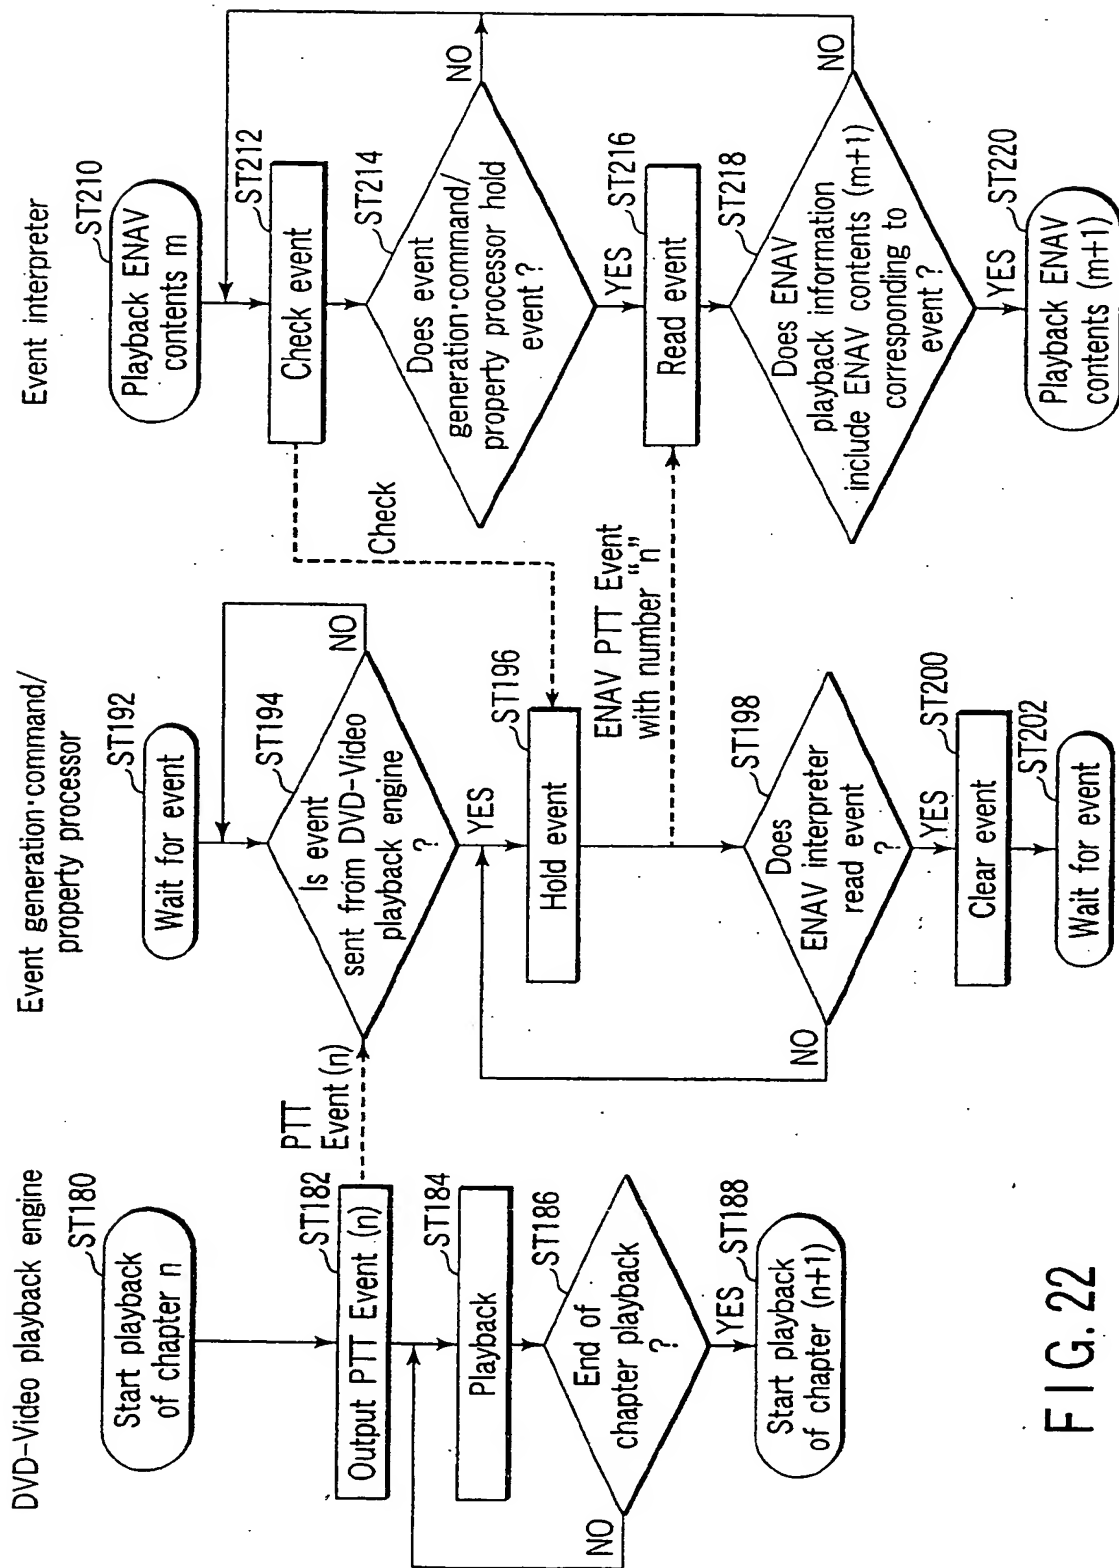 DVD-Video playback engine
ST180
Start playback
of chapter n
ST182
Output PTT Event (n)
PTT
Event (n)
ST184
Playback
ST186
End of
chapter playback
?
NO
YES
ST188
Start playback
of chapter (n+1)
Event generation·command/
property processor
ST192
Wait for event
ST194
Is event
sent from DVD-Video
playback engine
?
NO
YES
ST196
Hold event
ENAV PTT Event
with number "n"
ST198
Does
ENAV interpreter
read event
?
NO
YES
ST200
Clear event
ST202
Wait for event
Event interpreter
ST210
Playback ENAV
contents m
ST212
Check event
Check
ST214
Does event
generation·command/
property processor hold
event ?
NO
YES
ST216
Read event
ST218
Does ENAV
playback information
include ENAV contents (m+1)
corresponding to
event ?
NO
YES
ST220
Playback ENAV
contents (m+1)
FIG. 22